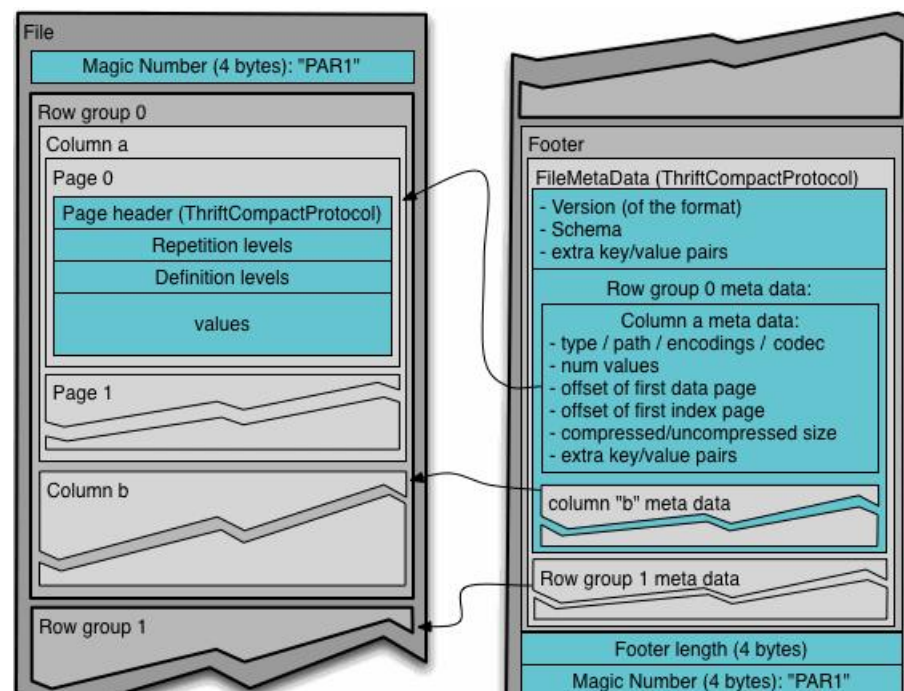 File
Magic Number (4 bytes): "PAR1"
Row group 0
Column a
Page 0
Page header (ThriftCompactProtocol)
Repetition levels
Definition levels
values
Page 1
Column b
Row group 1
Footer
FileMetaData (ThriftCompactProtocol)
- Version (of the format)
- Schema
- extra key/value pairs
Row group 0 meta data:
Column a meta data:
- type / path / encodings / codec
- num values
- offset of first data page
- offset of first index page
- compressed/uncompressed size
- extra key/value pairs
column "b" meta data
Row group 1 meta data
Footer length (4 bytes)
Magic Number (4 bytes): "PAR1"